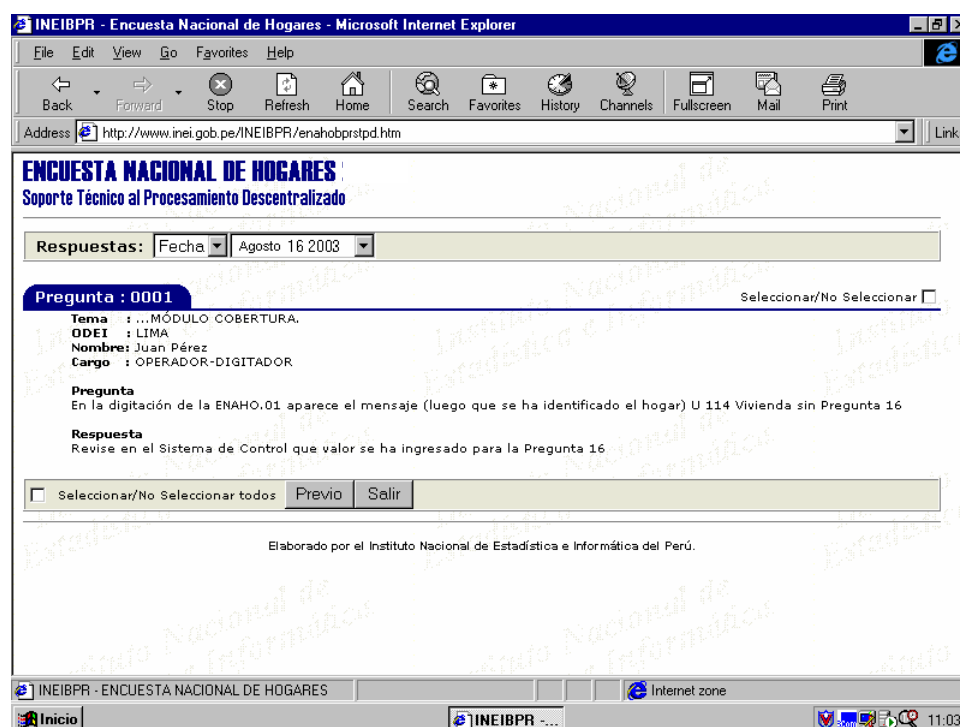 INEIBPR - Encuesta Nacional de Hogares - Microsoft Internet Explorer
File Edit View Go Favorites Help
Back Forward Stop Refresh Home Search Favorites History Channels Fullscreen Mail Print
Address http://www.inei.gob.pe/INEIBPR/enahobprstpd.htm Link
ENCUESTA NACIONAL DE HOGARES
Soporte Técnico al Procesamiento Descentralizado
Respuestas: Fecha Agosto 16 2003
Pregunta : 0001 Seleccionar/No Seleccionar
Tema : ...MÓDULO COBERTURA.
ODEI : LIMA
Nombre: Juan Pérez
Cargo : OPERADOR-DIGITADOR
Pregunta
En la digitación de la ENAHO.01 aparece el mensaje (luego que se ha identificado el hogar) U 114 Vivienda sin Pregunta 16
Respuesta
Revise en el Sistema de Control que valor se ha ingresado para la Pregunta 16
Seleccionar/No Seleccionar todos Previo Salir
Elaborado por el Instituto Nacional de Estadística e Informática del Perú.
INEIBPR - ENCUESTA NACIONAL DE HOGARES Internet zone
Inicio INEIBPR -... 11:03